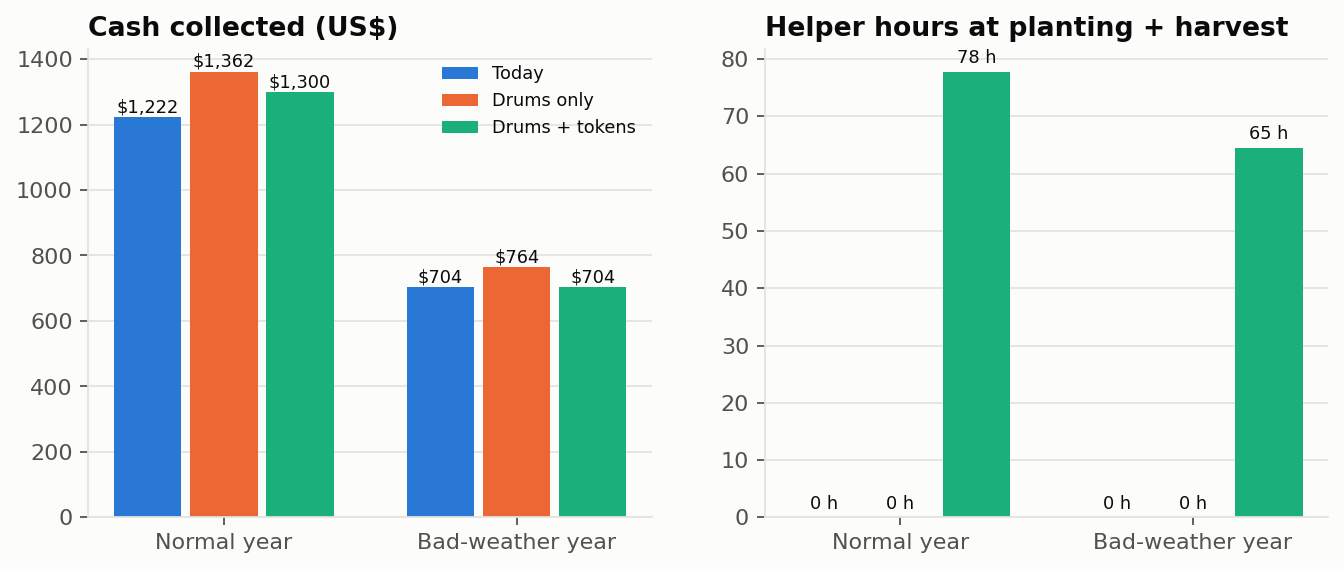 Cash collected (US$)
1400
1200
1000
800
600
400
200
0
$1,222
$1,362
$1,300
$704
$764
$704
Today
Drums only
Drums + tokens
Normal year
Bad-weather year
Helper hours at planting + harvest
80
70
60
50
40
30
20
10
0
0 h
0 h
78 h
0 h
0 h
65 h
Normal year
Bad-weather year